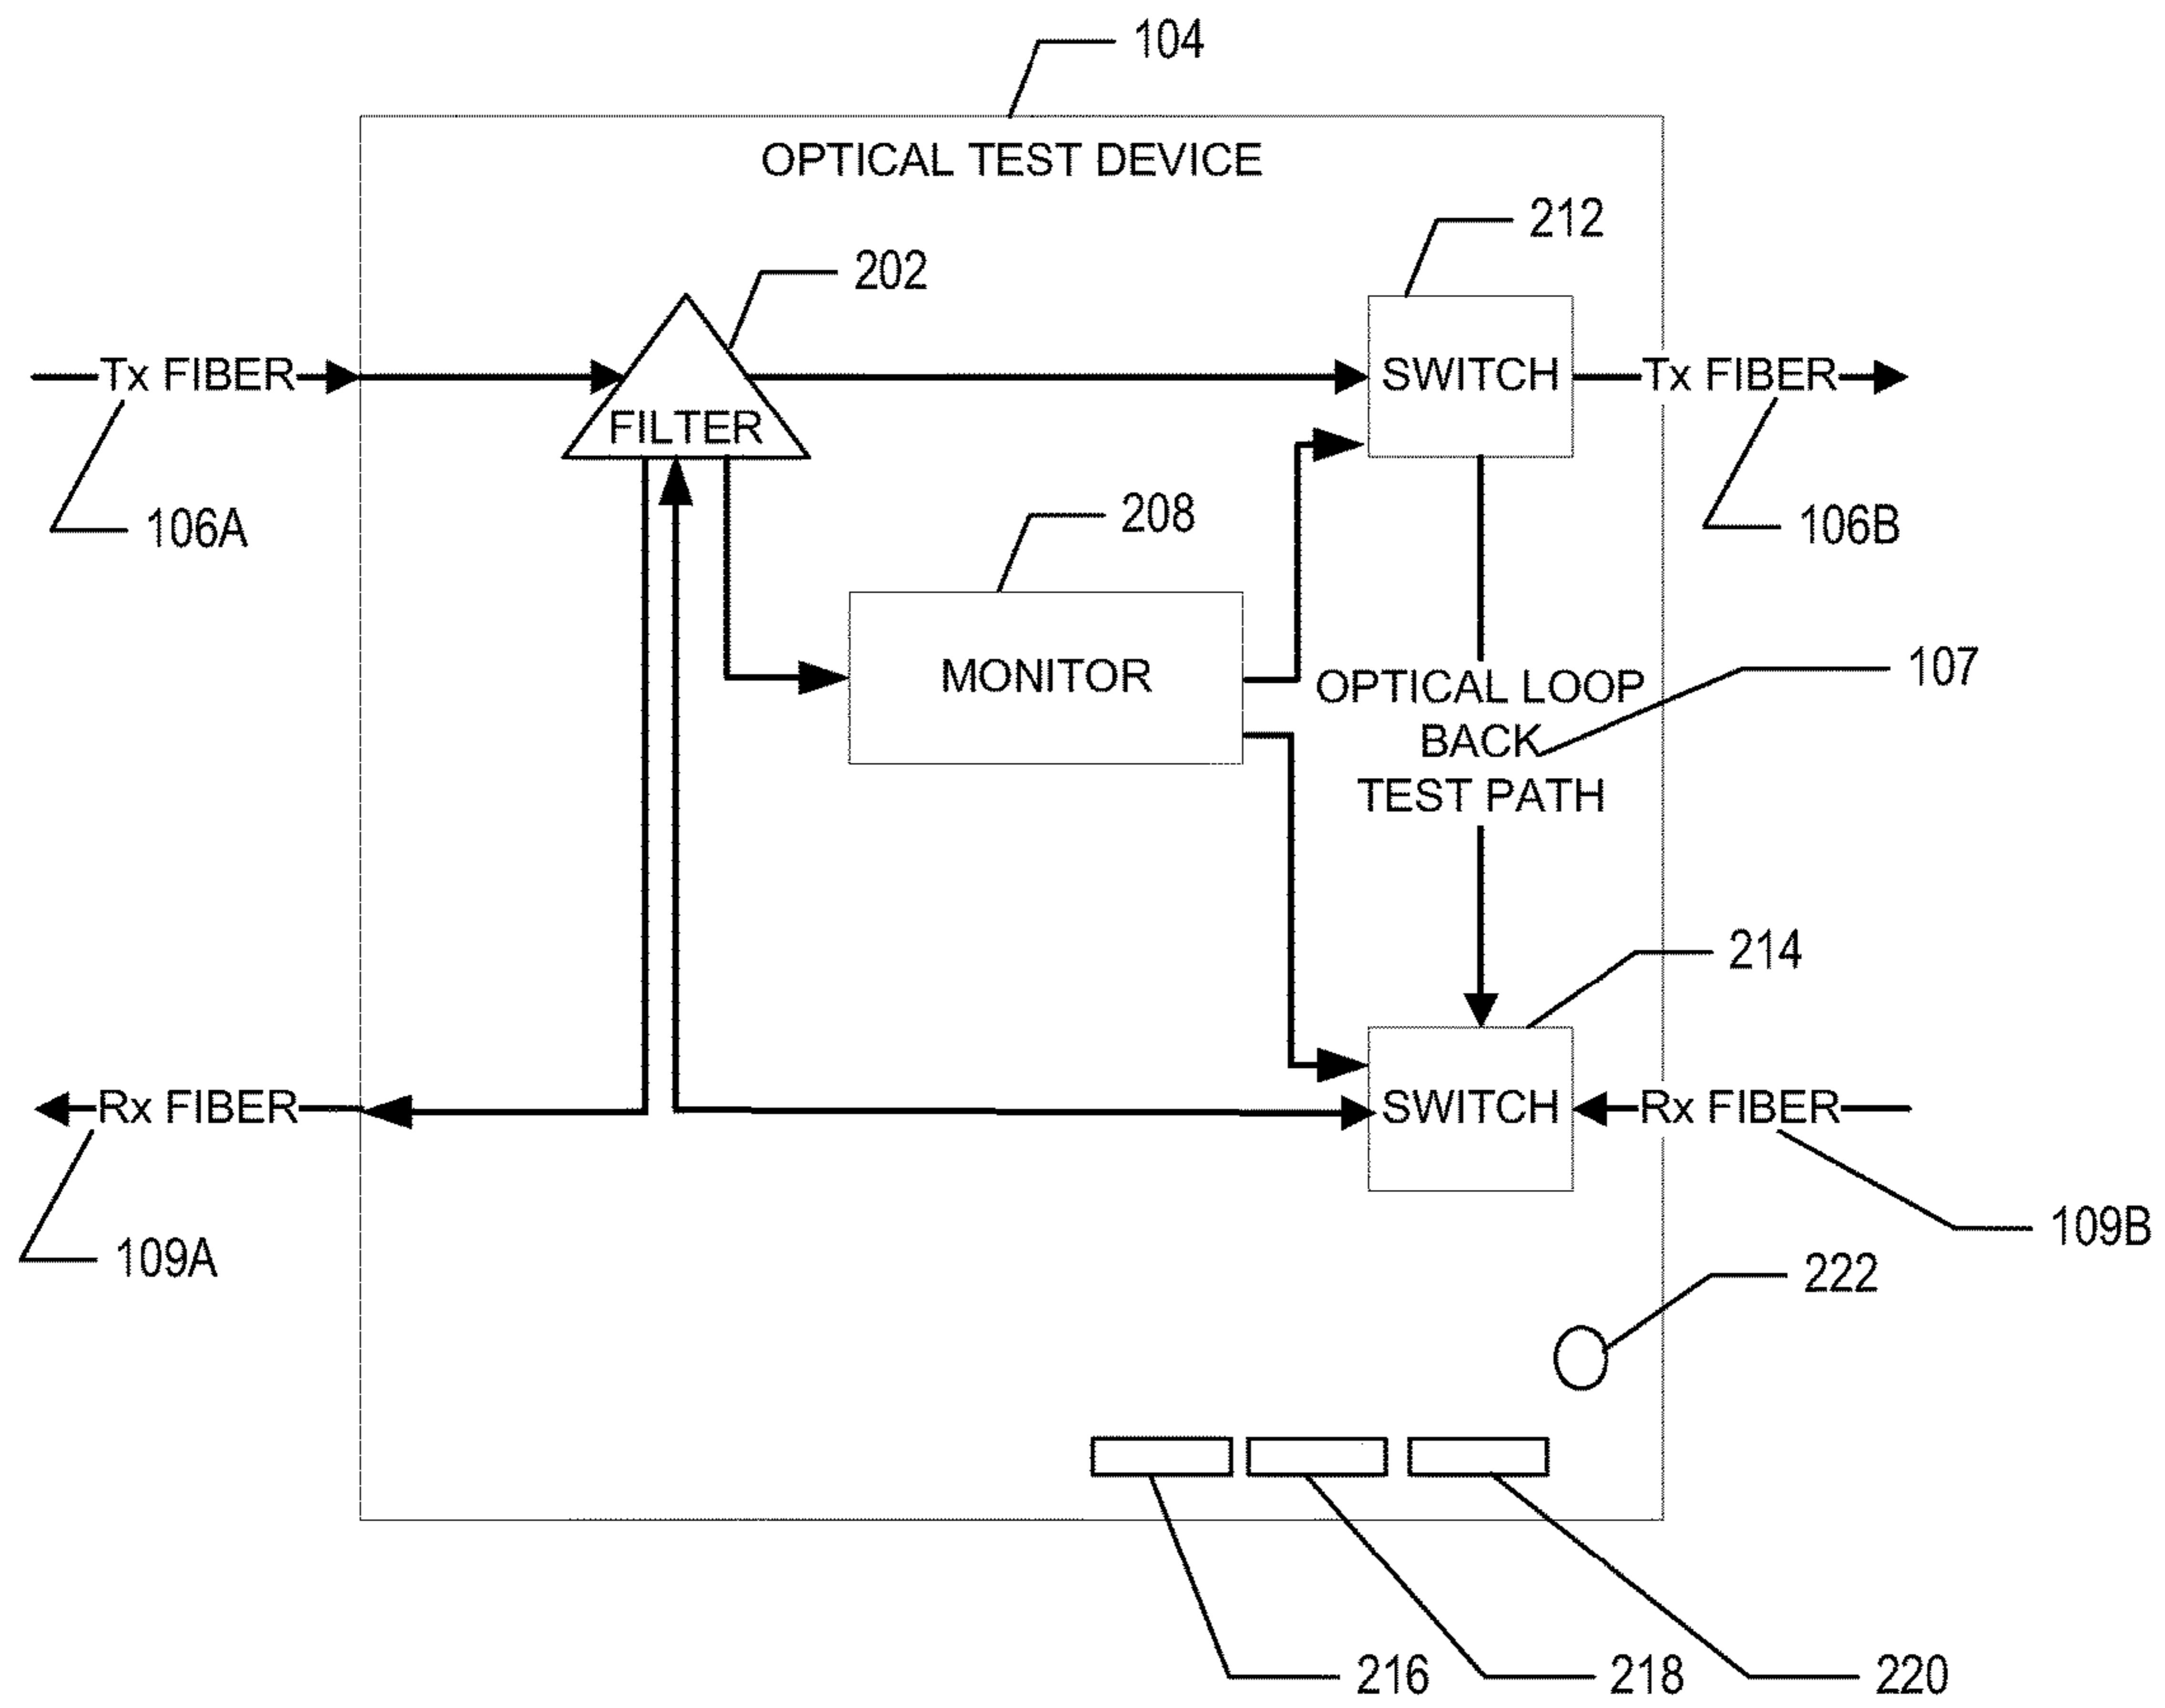 104
OPTICAL TEST DEVICE
212
202
Tx FIBER
SWITCH
Tx FIBER
FILTER
208
106A
106B
MONITOR
OPTICAL LOOP
BACK
TEST PATH
107
214
Rx FIBER
SWITCH
Rx FIBER
109A
109B
222
216
218
220